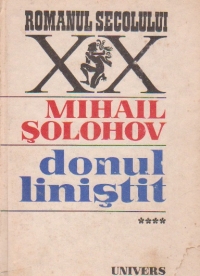 ROMANUL SECOLULUI
XX
MIHAIL
ŞOLOHOV
donul
liniştit
****
UNIVERS